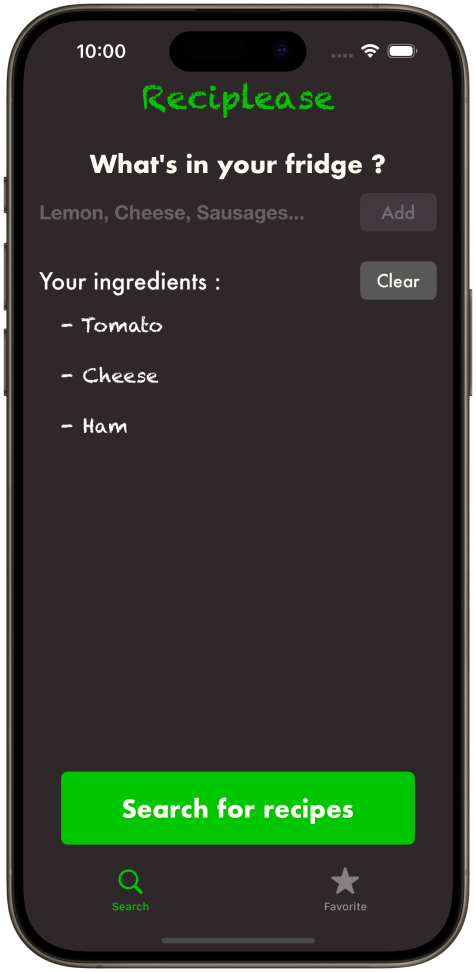 10:00
Reciplease
What's in your fridge ?
Lemon, Cheese, Sausages...
Add
Your ingredients :
Clear
- Tomato
- Cheese
- Ham
Search for recipes
Search
Favorite